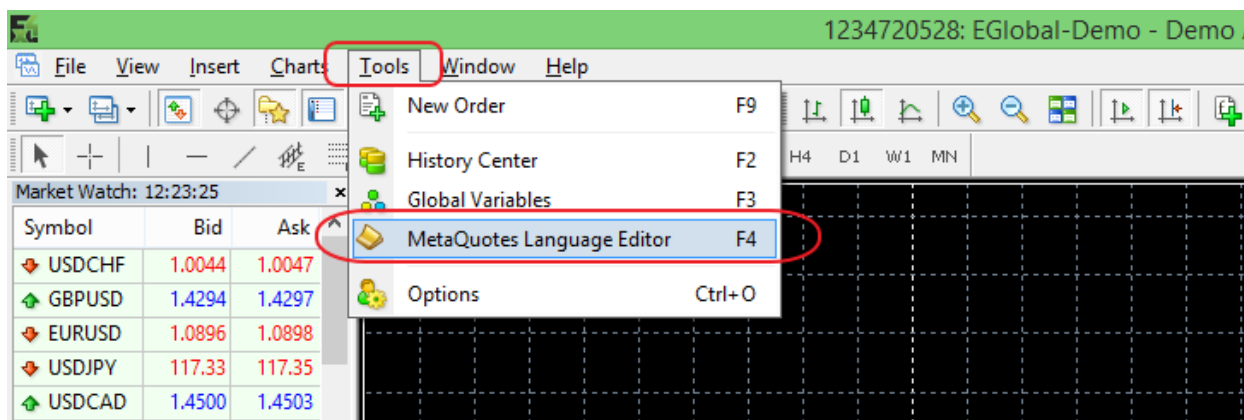 1234720528: EGlobal-Demo - Demo
File View Insert Charts Tools Window Help
New Order F9
H4 D1 W1 MN
History Center F2
Global Variables F3
MetaQuotes Language Editor F4
Options Ctrl+O
Market Watch: 12:23:25
Symbol Bid Ask
USDCHF 1.0044 1.0047
GBPUSD 1.4294 1.4297
EURUSD 1.0896 1.0898
USDJPY 117.33 117.35
USDCAD 1.4500 1.4503